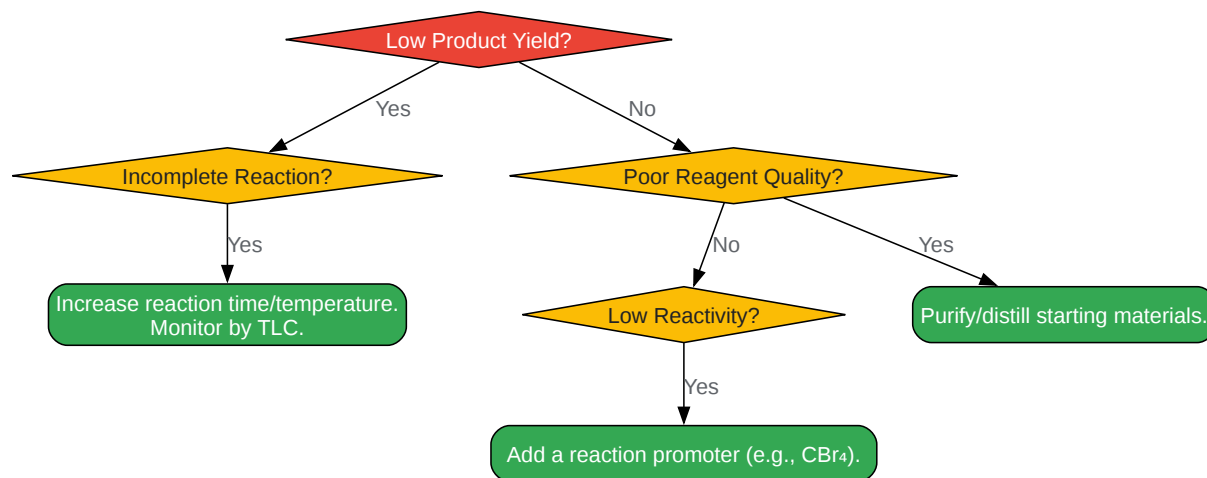 Low Product Yield?
Yes
No
Incomplete Reaction?
Poor Reagent Quality?
Yes
No
Yes
Increase reaction time/temperature.
Monitor by TLC.
Low Reactivity?
Purify/distill starting materials.
Yes
Add a reaction promoter (e.g., CBr₄).